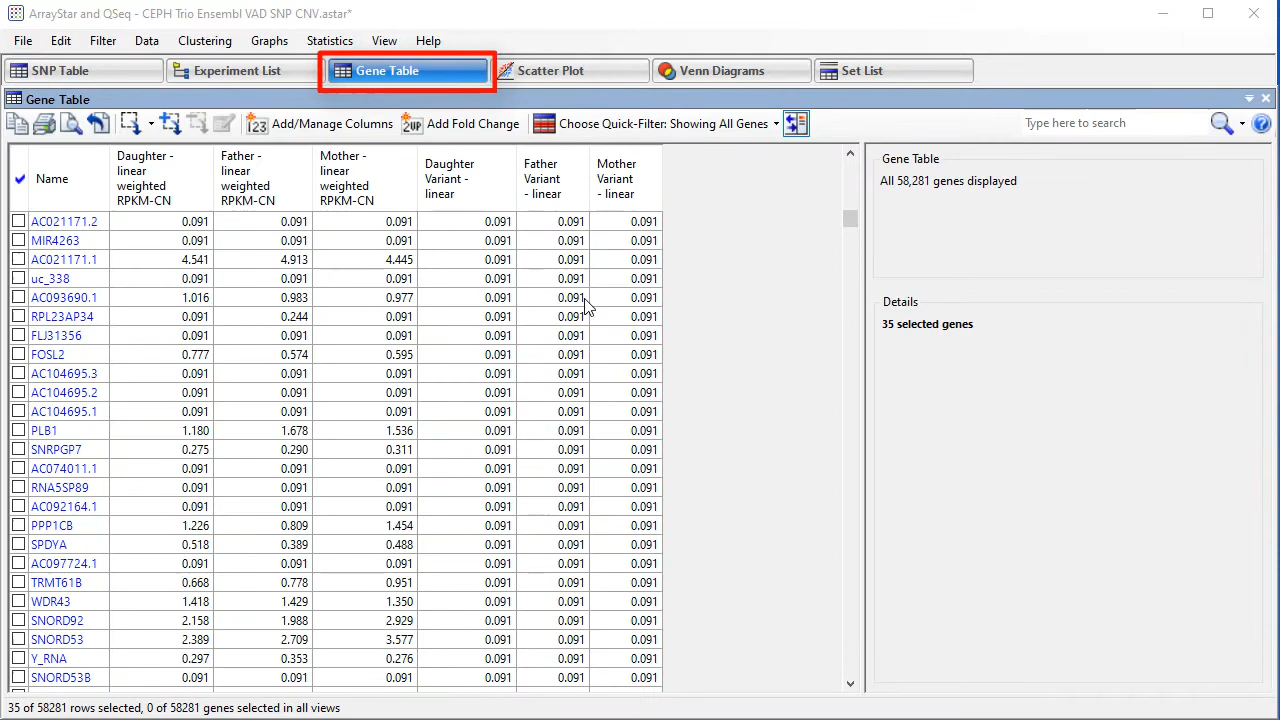 ArrayStar and QSeq - CEPH Trio Ensembl VAD SNP CNV.astar*
File Edit Filter Data Clustering Graphs Statistics View Help
SNP Table Experiment List Gene Table Scatter Plot Venn Diagrams Set List
Gene Table
123 Add/Manage Columns 2UP Add Fold Change Choose Quick-Filter: Showing All Genes Type here to search
Name
Daughter -
linear
weighted
RPKM-CN
Father -
linear
weighted
RPKM-CN
Mother -
linear
weighted
RPKM-CN
Daughter
Variant -
linear
Father
Variant
- linear
Mother
Variant
- linear
AC021171.2 0.091 0.091 0.091 0.091 0.091 0.091
MIR4263 0.091 0.091 0.091 0.091 0.091 0.091
AC021171.1 4.541 4.913 4.445 0.091 0.091 0.091
uc_338 0.091 0.091 0.091 0.091 0.091 0.091
AC093690.1 1.016 0.983 0.977 0.091 0.091 0.091
RPL23AP34 0.091 0.244 0.091 0.091 0.091 0.091
FLJ31356 0.091 0.091 0.091 0.091 0.091 0.091
FOSL2 0.777 0.574 0.595 0.091 0.091 0.091
AC104695.3 0.091 0.091 0.091 0.091 0.091 0.091
AC104695.2 0.091 0.091 0.091 0.091 0.091 0.091
AC104695.1 0.091 0.091 0.091 0.091 0.091 0.091
PLB1 1.180 1.678 1.536 0.091 0.091 0.091
SNRPGP7 0.275 0.290 0.311 0.091 0.091 0.091
AC074011.1 0.091 0.091 0.091 0.091 0.091 0.091
RNA5SP89 0.091 0.091 0.091 0.091 0.091 0.091
AC092164.1 0.091 0.091 0.091 0.091 0.091 0.091
PPP1CB 1.226 0.809 1.454 0.091 0.091 0.091
SPDYA 0.518 0.389 0.488 0.091 0.091 0.091
AC097724.1 0.091 0.091 0.091 0.091 0.091 0.091
TRMT61B 0.668 0.778 0.951 0.091 0.091 0.091
WDR43 1.418 1.429 1.350 0.091 0.091 0.091
SNORD92 2.158 1.988 2.929 0.091 0.091 0.091
SNORD53 2.389 2.709 3.577 0.091 0.091 0.091
Y_RNA 0.297 0.353 0.276 0.091 0.091 0.091
SNORD53B 0.091 0.091 0.091 0.091 0.091 0.091
Gene Table
All 58,281 genes displayed
Details
35 selected genes
35 of 58281 rows selected, 0 of 58281 genes selected in all views